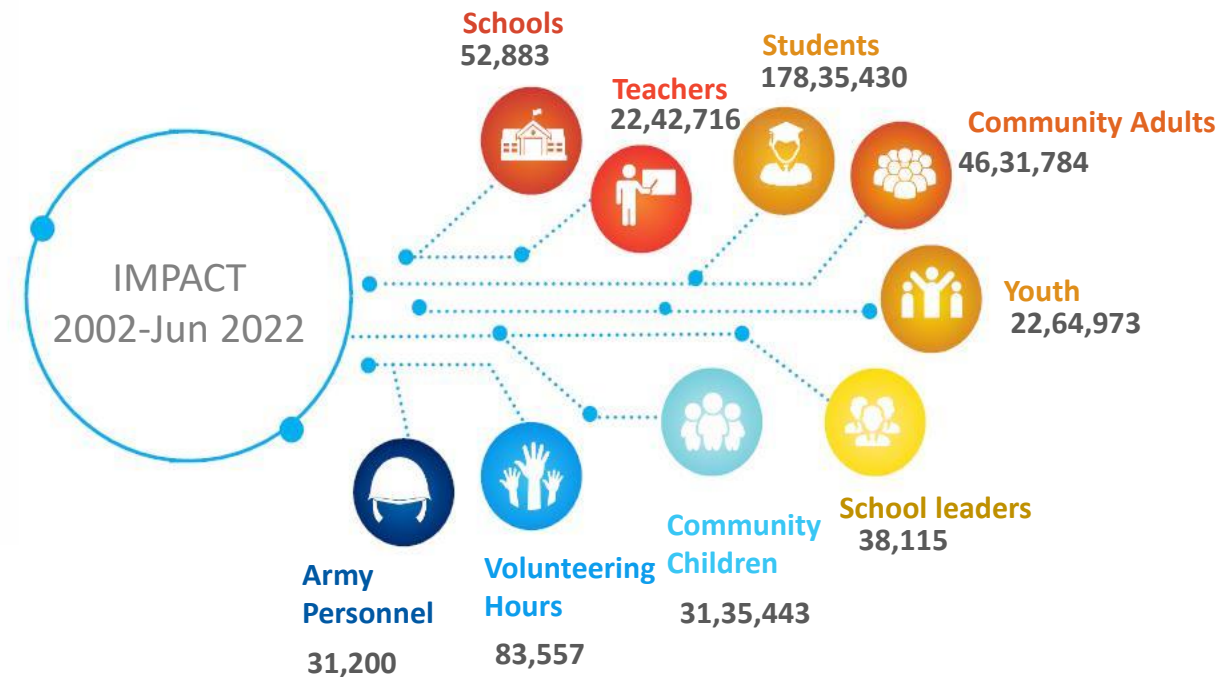 Schools
52,883
Teachers
22,42,716
Students
178,35,430
Community Adults
46,31,784
IMPACT
2002-Jun 2022
Youth
22,64,973
School leaders
38,115
Community
Children
31,35,443
Volunteering
Hours
83,557
Army
Personnel
31,200